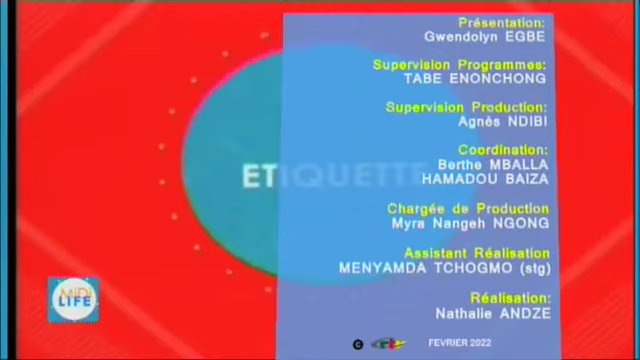 Présentation:
Gwendolyn EGBE
Supervision Programmes:
TABE ENONCHONG
Supervision Production:
Agnès NDIBI
Coordination:
Berthe MBALLA
HAMADOU BAIZA
ETIQUETTE
Chargée de Production
Myra Nangeh NGONG
Assistant Réalisation
MENYAMDA TCHOGMO (stg)
Réalisation:
Nathalie ANDZE
MiDi
LIFE
© crtv FEVRIER 2022